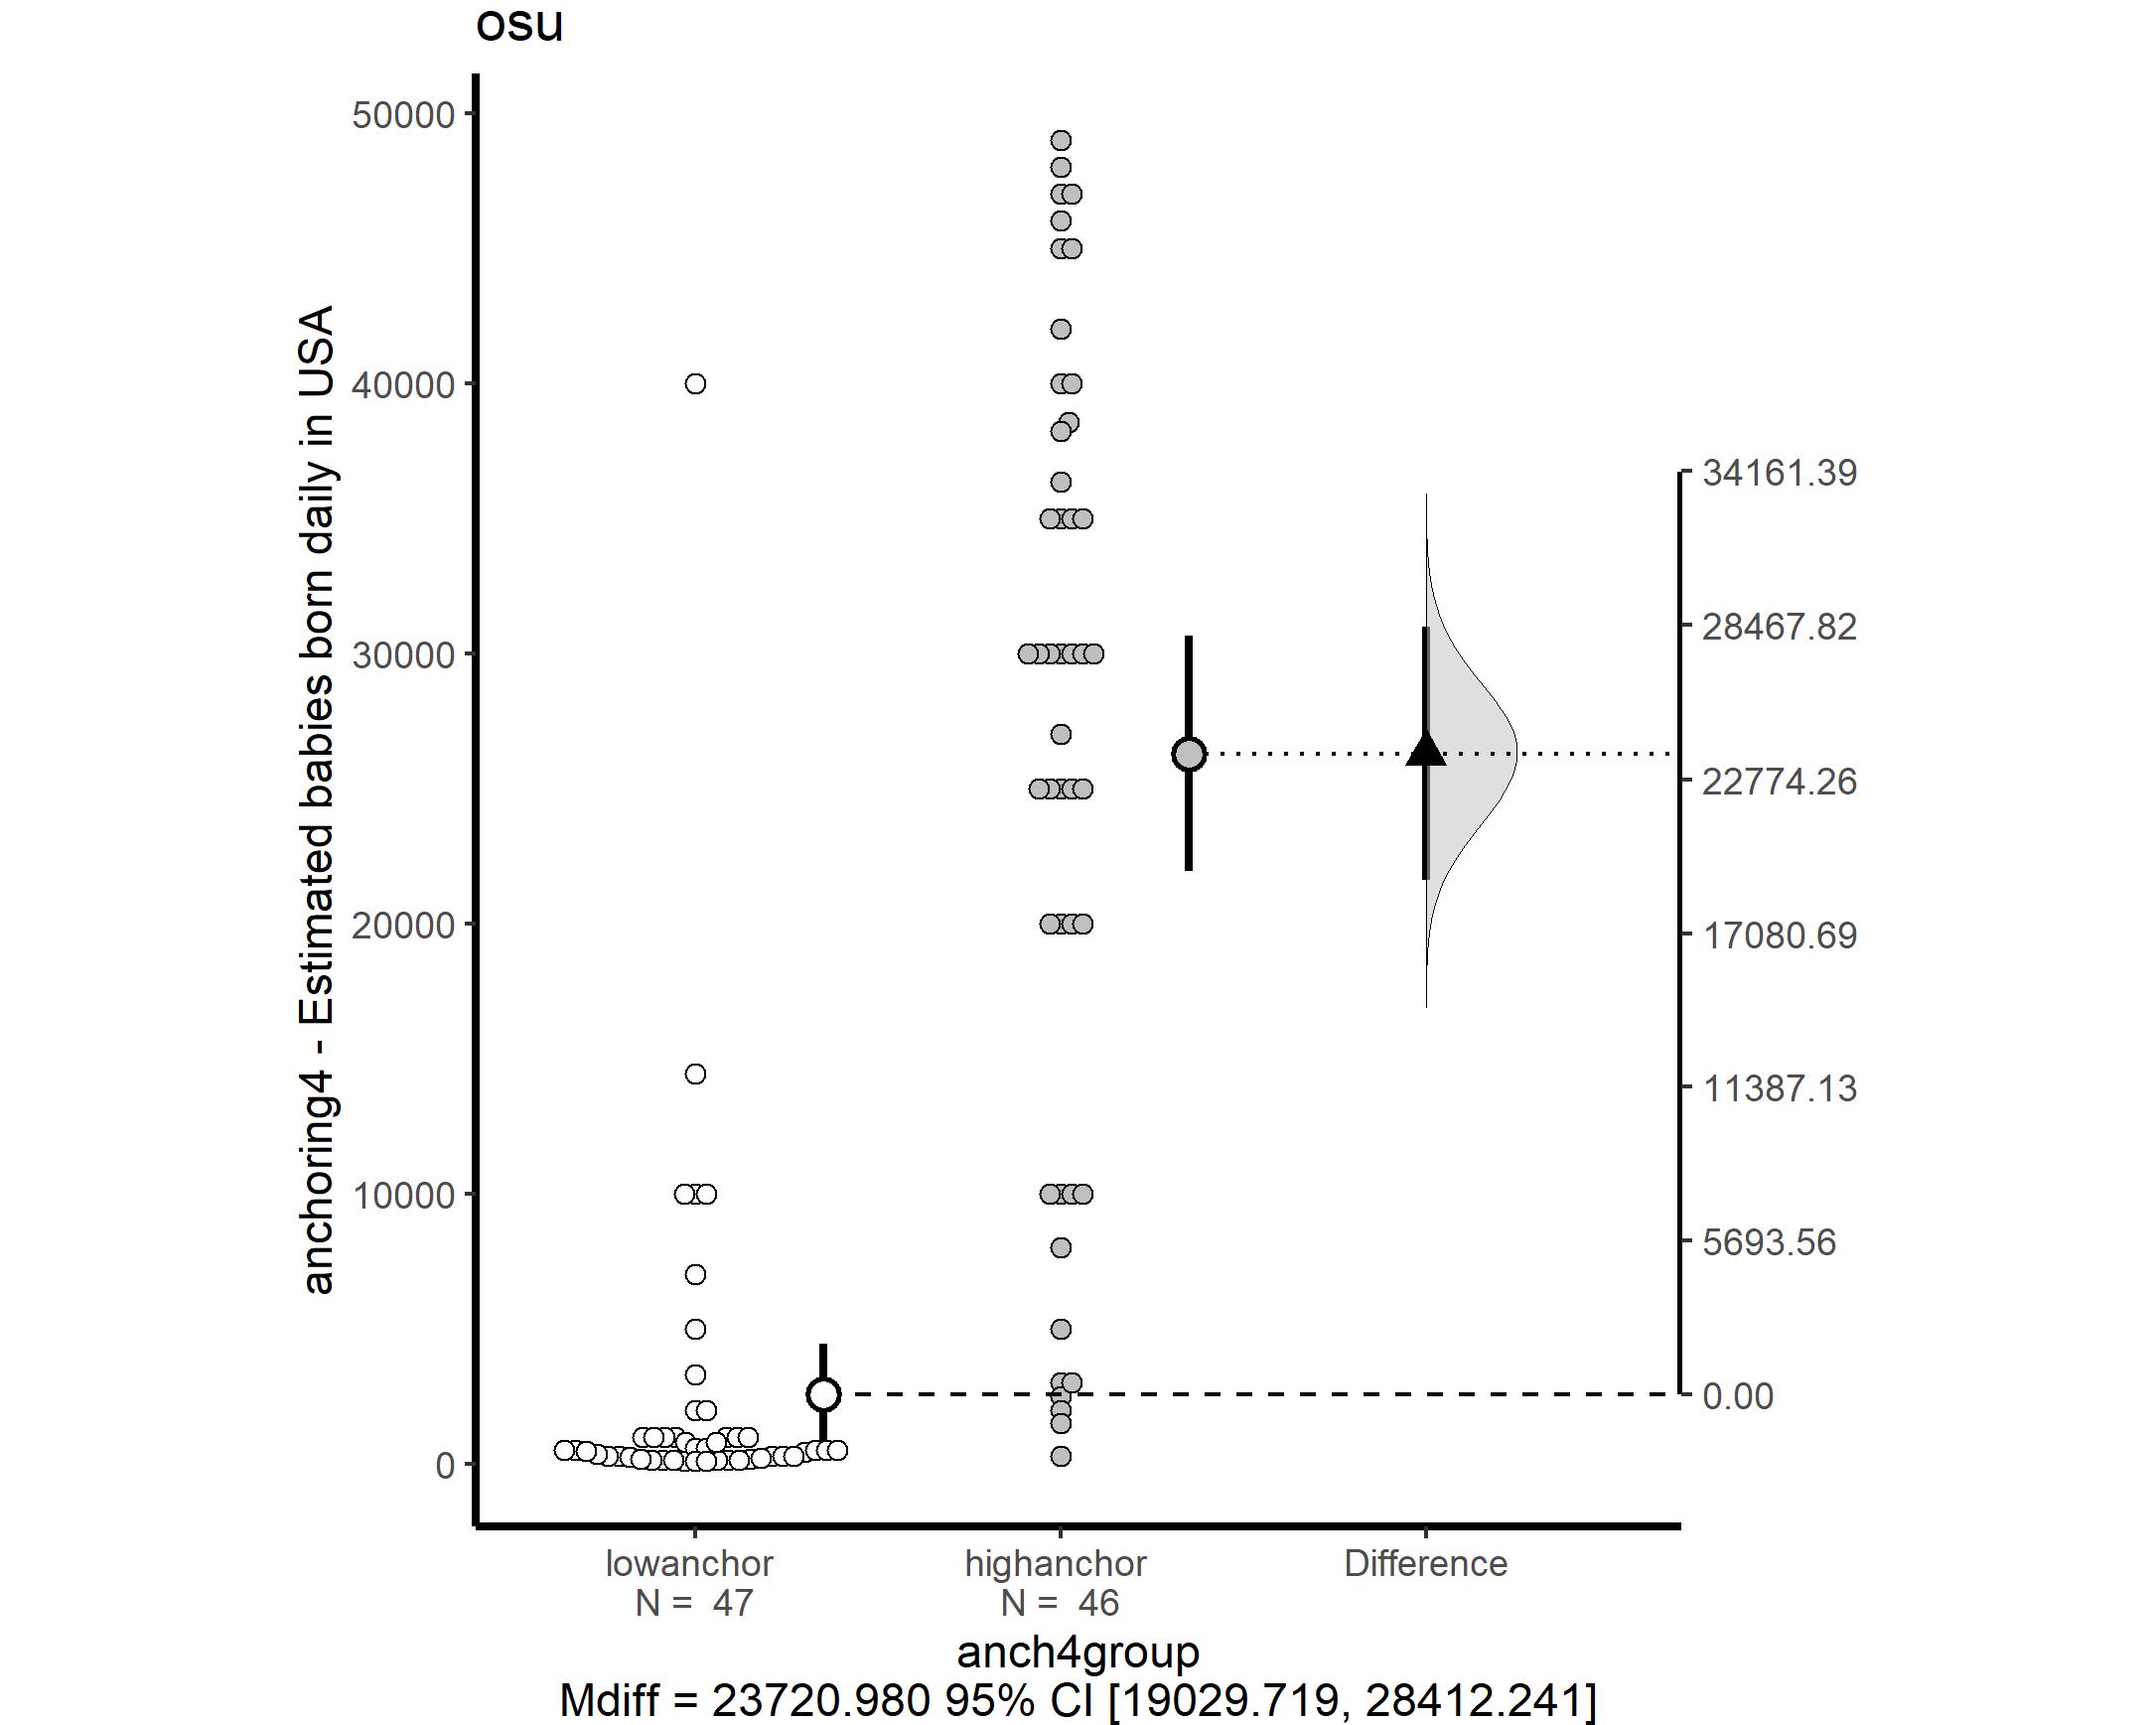 osu
anchoring4 - Estimated babies born daily in USA
50000
40000
30000
20000
10000
0
34161.39
28467.82
22774.26
17080.69
11387.13
5693.56
0.00
lowanchor
N =  47
highanchor
N =  46
Difference
anch4group
Mdiff = 23720.980 95% CI [19029.719, 28412.241]